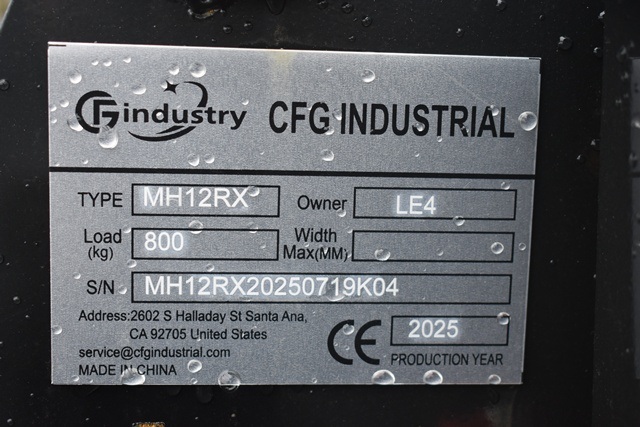 CFindustry CFG INDUSTRIAL
TYPE MH12RX Owner LE4
Load (kg) 800 Width Max(MM)
S/N MH12RX20250719K04
Address:2602 S Halladay St Santa Ana,
CA 92705 United States
service@cfgindustrial.com
MADE IN CHINA
CE 2025
PRODUCTION YEAR